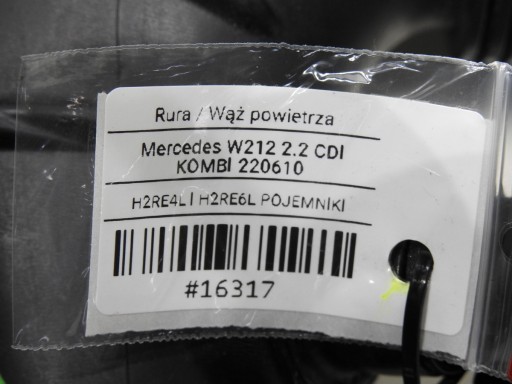 Rura / Wąż powietrza
Mercedes W212 2.2 CDI
KOMBI 220610
H2RE4L i H2RE6L POJEMNIKI
#16317